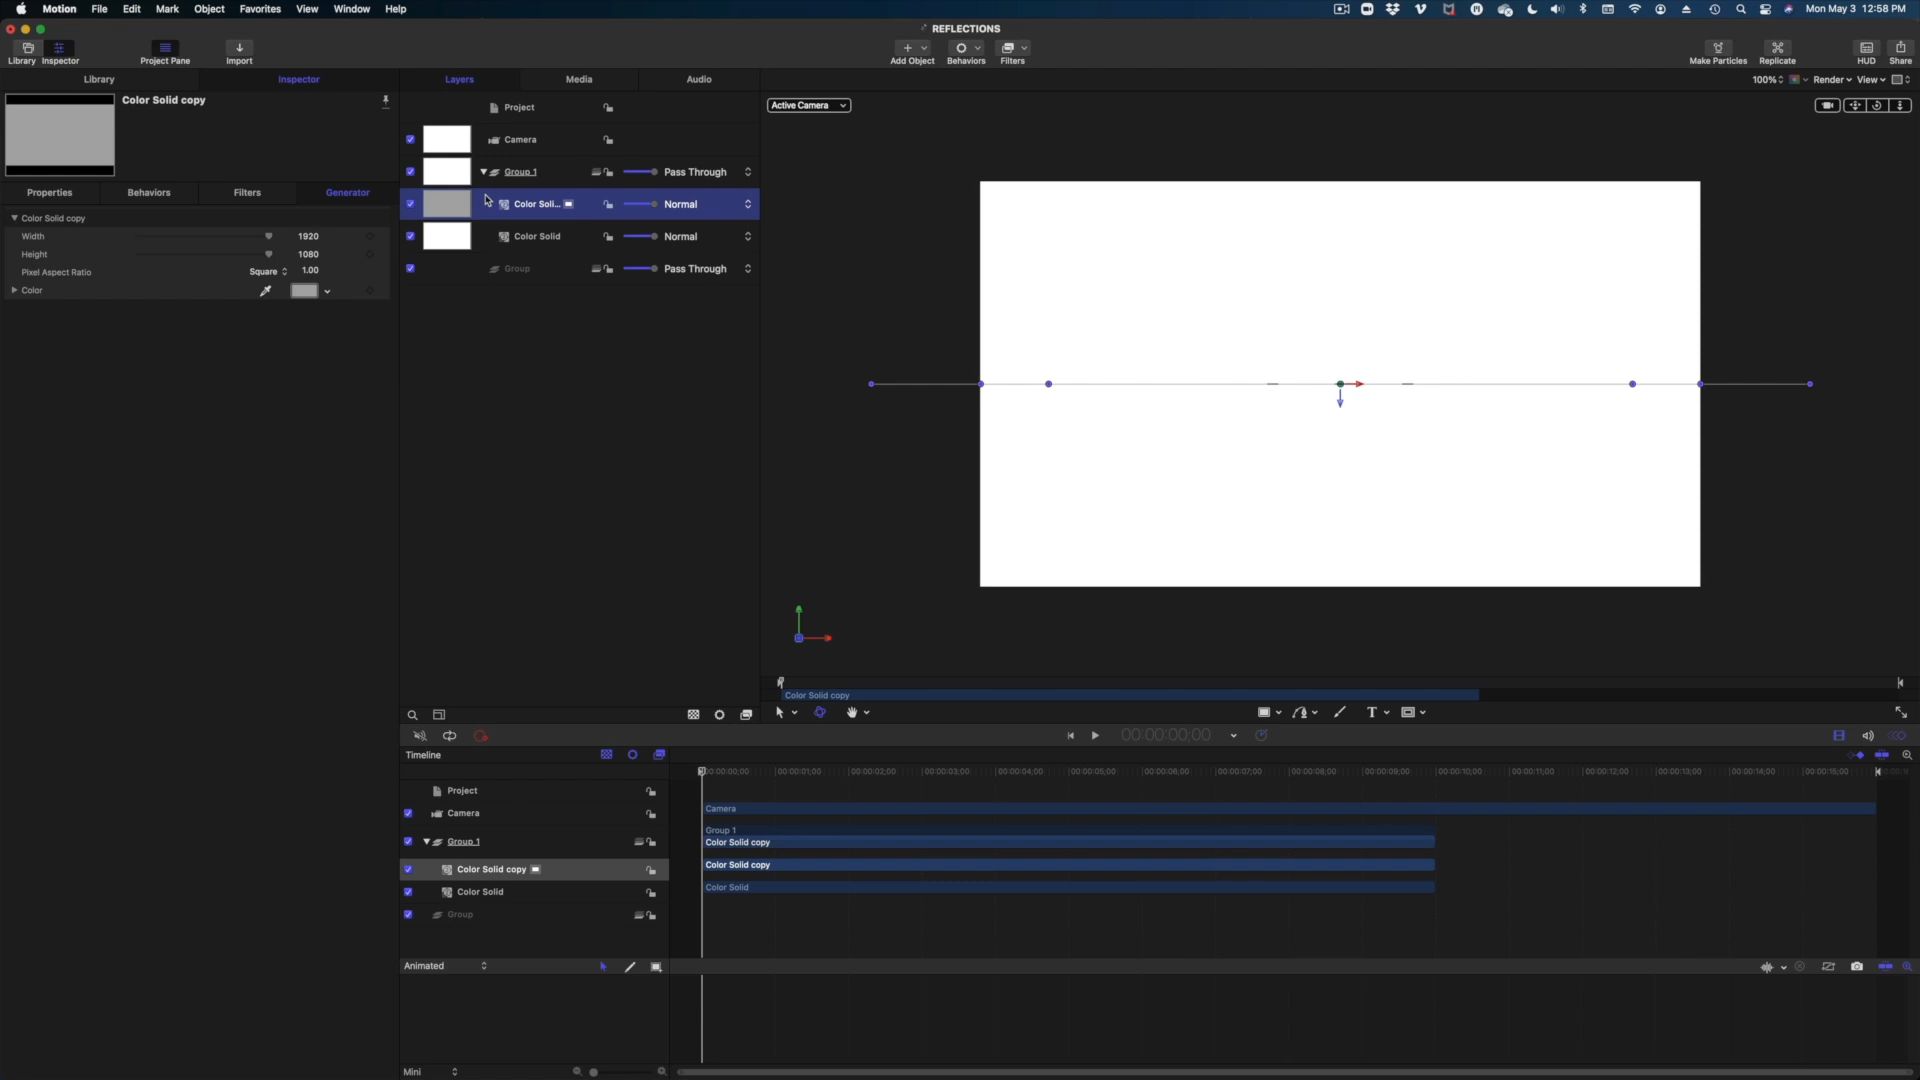 Motion File Edit Mark Object Favorites View Window Help Mon May 3 12:58 PM
REFLECTIONS
Library Inspector Project Pane Import Add Object Behaviors Filters Make Particles Replicate HUD Share
Library Inspector Layers Media Audio 100% Render View
Color Solid copy
Active Camera
Project
Camera
Group 1 Pass Through
Properties Behaviors Filters Generator
Color Soli... Normal
Color Solid copy
Width 1920
Color Solid Normal
Height 1080
Pixel Aspect Ratio Square 1.00
Group Pass Through
Color
Color Solid copy
T
00:00:00;00
Timeline
00:00:00;00 00:00:01;00 00:00:02;00 00:00:03;00 00:00:04;00 00:00:05;00 00:00:06;00 00:00:07;00 00:00:08;00 00:00:09;00 00:00:10;00 00:00:11;00 00:00:12;00 00:00:13;00 00:00:14;00 00:00:15;00
Project
Camera Camera
Group 1 Group 1
Color Solid copy
Color Solid copy Color Solid copy
Color Solid Color Solid
Group
Animated
Mini